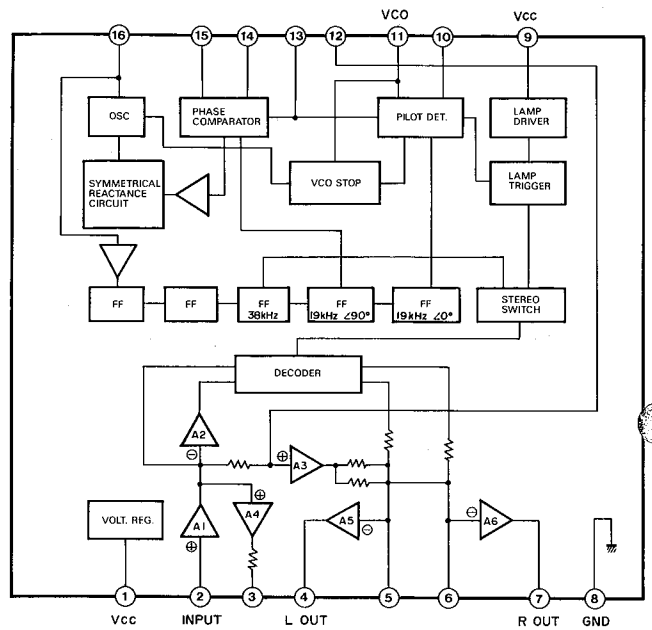 VCO VCC
16 15 14 13 12 11 10 9
OSC
PHASE
COMPARATOR
PILOT DET.
LAMP
DRIVER
SYMMETRICAL
REACTANCE
CIRCUIT
VCO STOP
LAMP
TRIGGER
FF
FF
FF
38kHz
FF
19kHz ∠90°
FF
19kHz ∠0°
STEREO
SWITCH
DECODER
A2
⊖
⊕
A3
VOLT. REG.
A1
⊕
⊕
A4
A5
⊖
⊖
A6
1 2 3 4 5 6 7 8
VCC INPUT L OUT R OUT GND